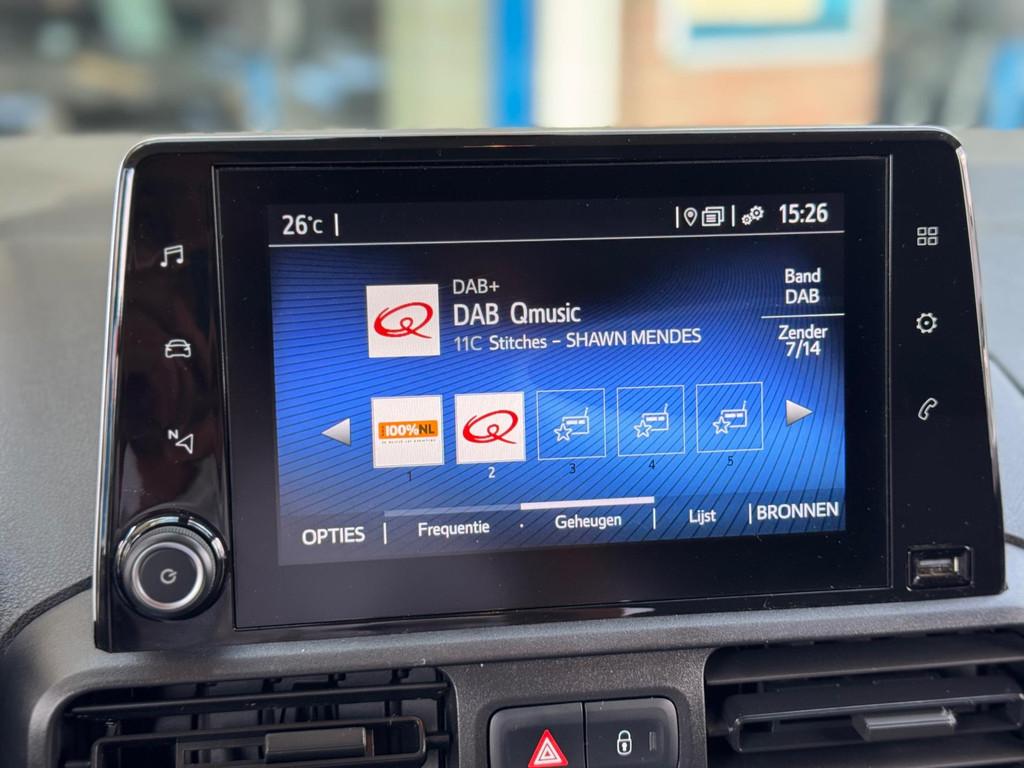 26°C
15:26
DAB+
DAB Qmusic
11C Stitches – SHAWN MENDES
Band
DAB
Zender
7/14
100%NL
1
2
3
4
5
OPTIES
Frequentie
Geheugen
Lijst
BRONNEN
N